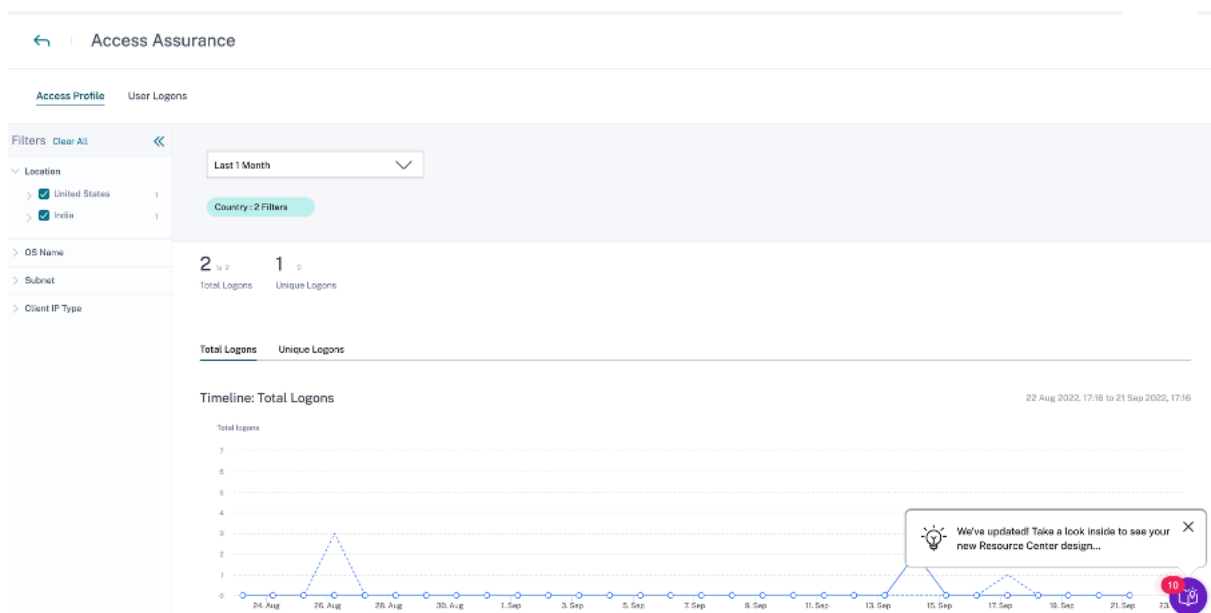 Access Assurance
Access Profile User Logons
Filters Clear All
Location
United States 1
India 1
OS Name
Subnet
Client IP Type
Last 1 Month
Country : 2 Filters
2 2 1 0
Total Logons Unique Logons
Total Logons Unique Logons
Timeline: Total Logons 22 Aug 2022, 17:16 to 21 Sep 2022, 17:16
Total logons
7
6
5
4
3
2
1
0
We've updated! Take a look inside to see your
new Resource Center design...
10
24. Aug 26. Aug 28. Aug 30. Aug 1. Sep 3. Sep 5. Sep 7. Sep 9. Sep 11. Sep 13. Sep 15. Sep 17. Sep 19. Sep 21. Sep 23.